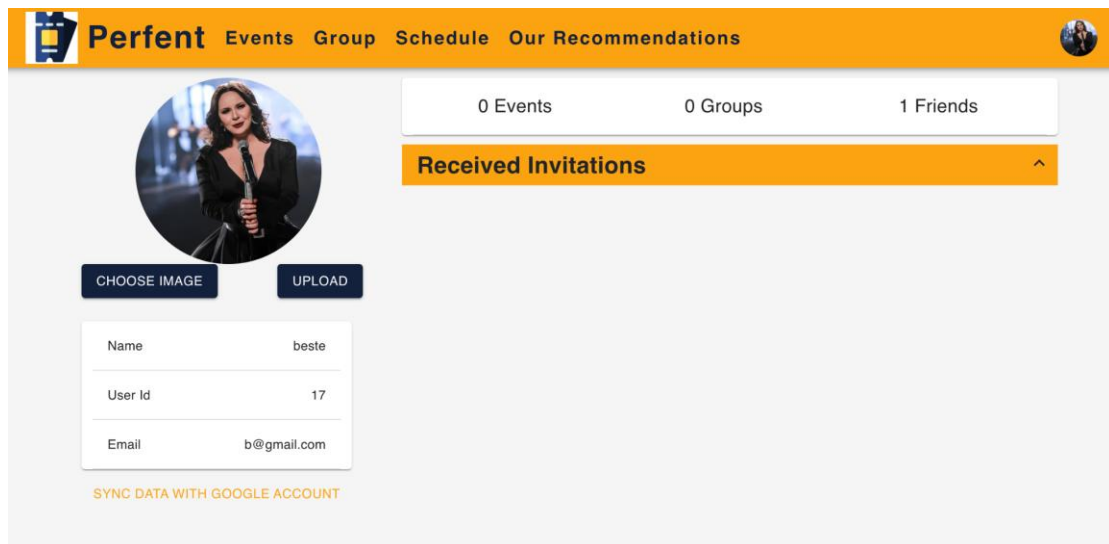 Perfent Events Group Schedule Our Recommendations
0 Events 0 Groups 1 Friends
Received Invitations
CHOOSE IMAGE UPLOAD
Name beste
User Id 17
Email b@gmail.com
SYNC DATA WITH GOOGLE ACCOUNT